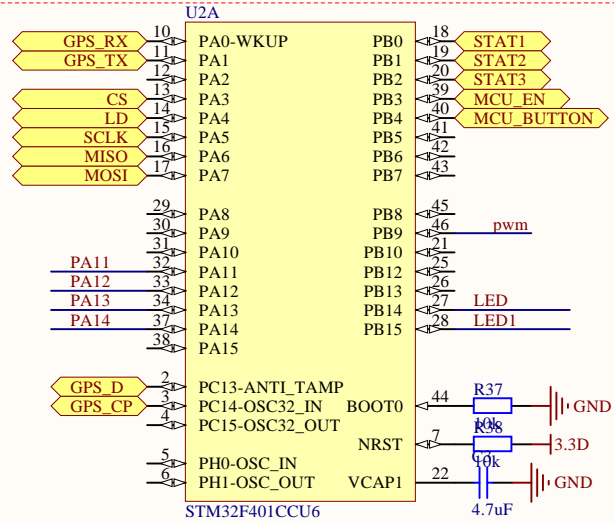 U2A
GPS_RX 10 PA0-WKUP PB0 18 STAT1
GPS_TX 11 PA1 PB1 19 STAT2
12 PA2 PB2 20 STAT3
CS 13 PA3 PB3 39 MCU_EN
LD 14 PA4 PB4 40 MCU_BUTTON
SCLK 15 PA5 PB5 41
MISO 16 PA6 PB6 42
MOSI 17 PA7 PB7 43
29 PA8 PB8 45
30 PA9 PB9 46 pwm
31 PA10 PB10 21
PA11 32 PA11 PB12 25
PA12 33 PA12 PB13 26
PA13 34 PA13 PB14 27 LED
PA14 37 PA14 PB15 28 LED1
38 PA15
GPS_D 2 PC13-ANTI_TAMP R37
GPS_CP 3 PC14-OSC32_IN BOOT0 44 GND
4 PC15-OSC32_OUT 10k
R38
NRST 7 3.3D
5 PH0-OSC_IN 10k
6 PH1-OSC_OUT VCAP1 22 GND
STM32F401CCU6 4.7uF